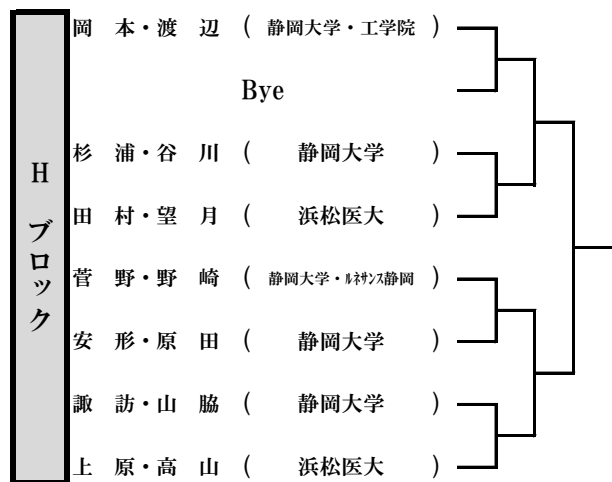 Hブロック
岡本・渡辺(静岡大学・工学院)
Bye
杉浦・谷川(静岡大学)
田村・望月(浜松医大)
菅野・野崎(静岡大学・ﾙﾈｻﾝｽ静岡)
安形・原田(静岡大学)
諏訪・山脇(静岡大学)
上原・高山(浜松医大)